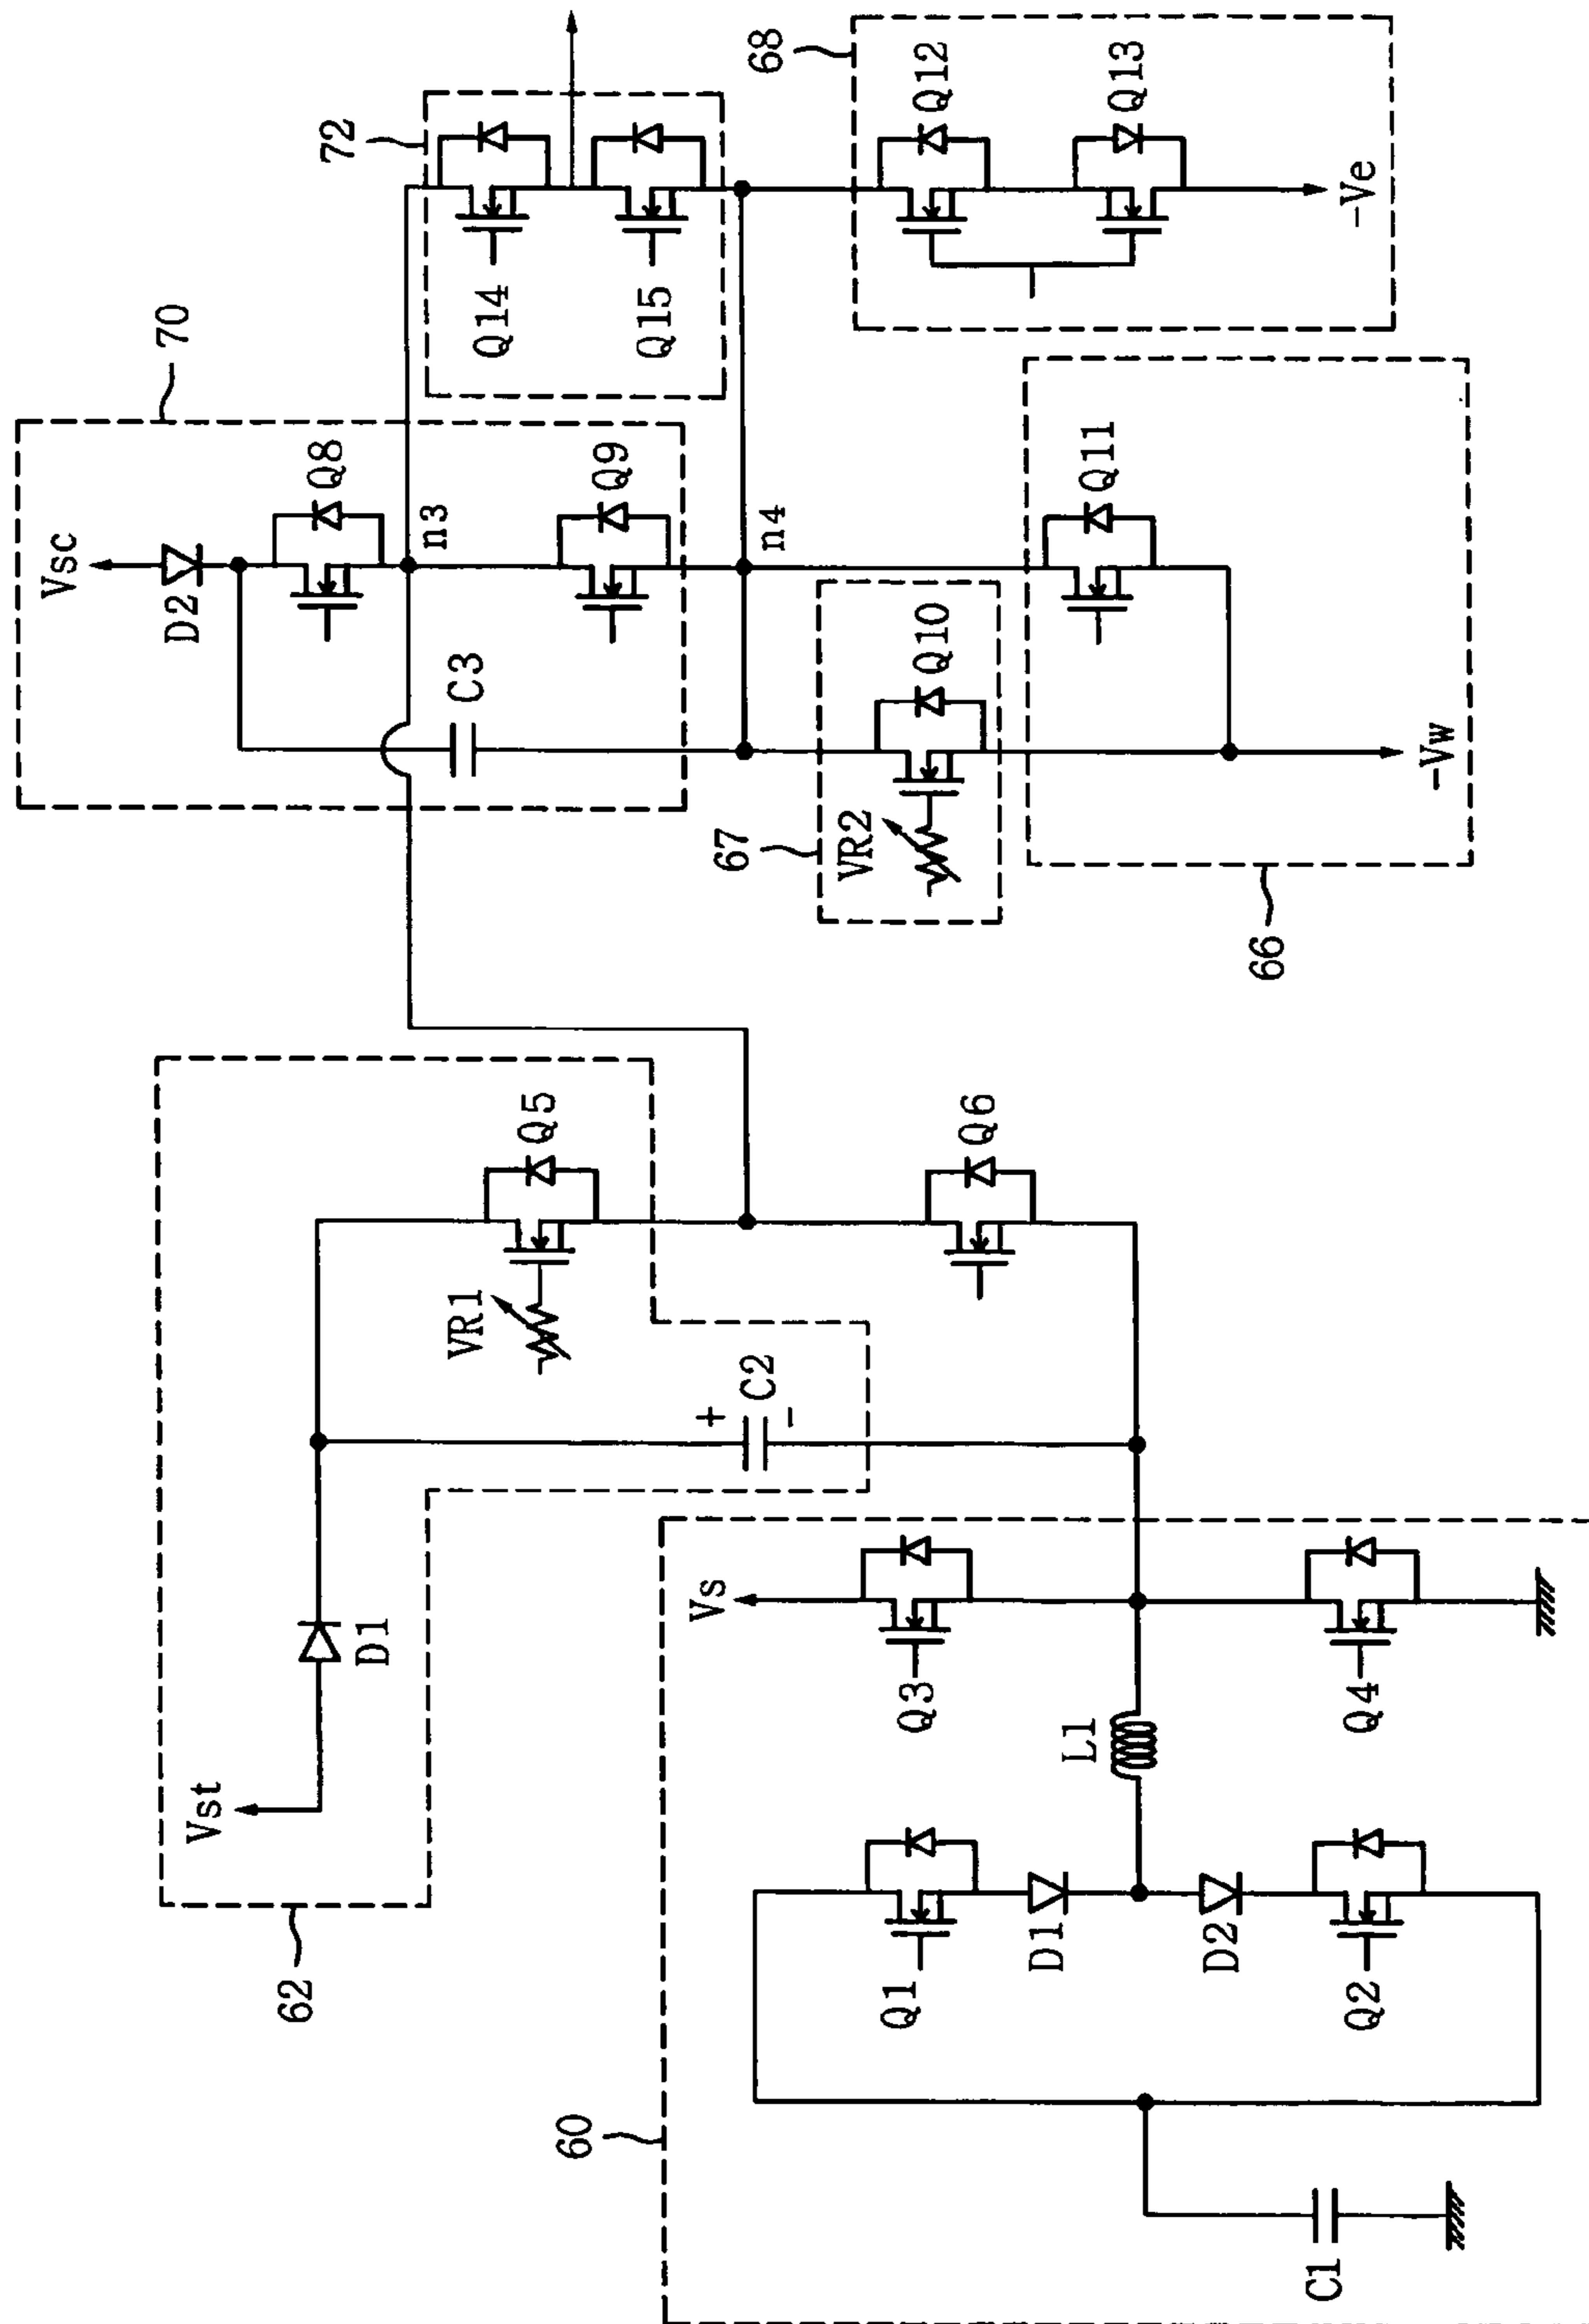 Vsc
70
D2
Q8
n3
C3
Q9
n4
72
Q14
Q15
68
Q12
Q13
-Ve
67
VR2
Q10
Q11
66
-Vw
62
Vst
D1
VR1
Q5
+
C2
-
Q6
60
Vs
Q3
Q4
L1
Q1
D1
D2
Q2
C1